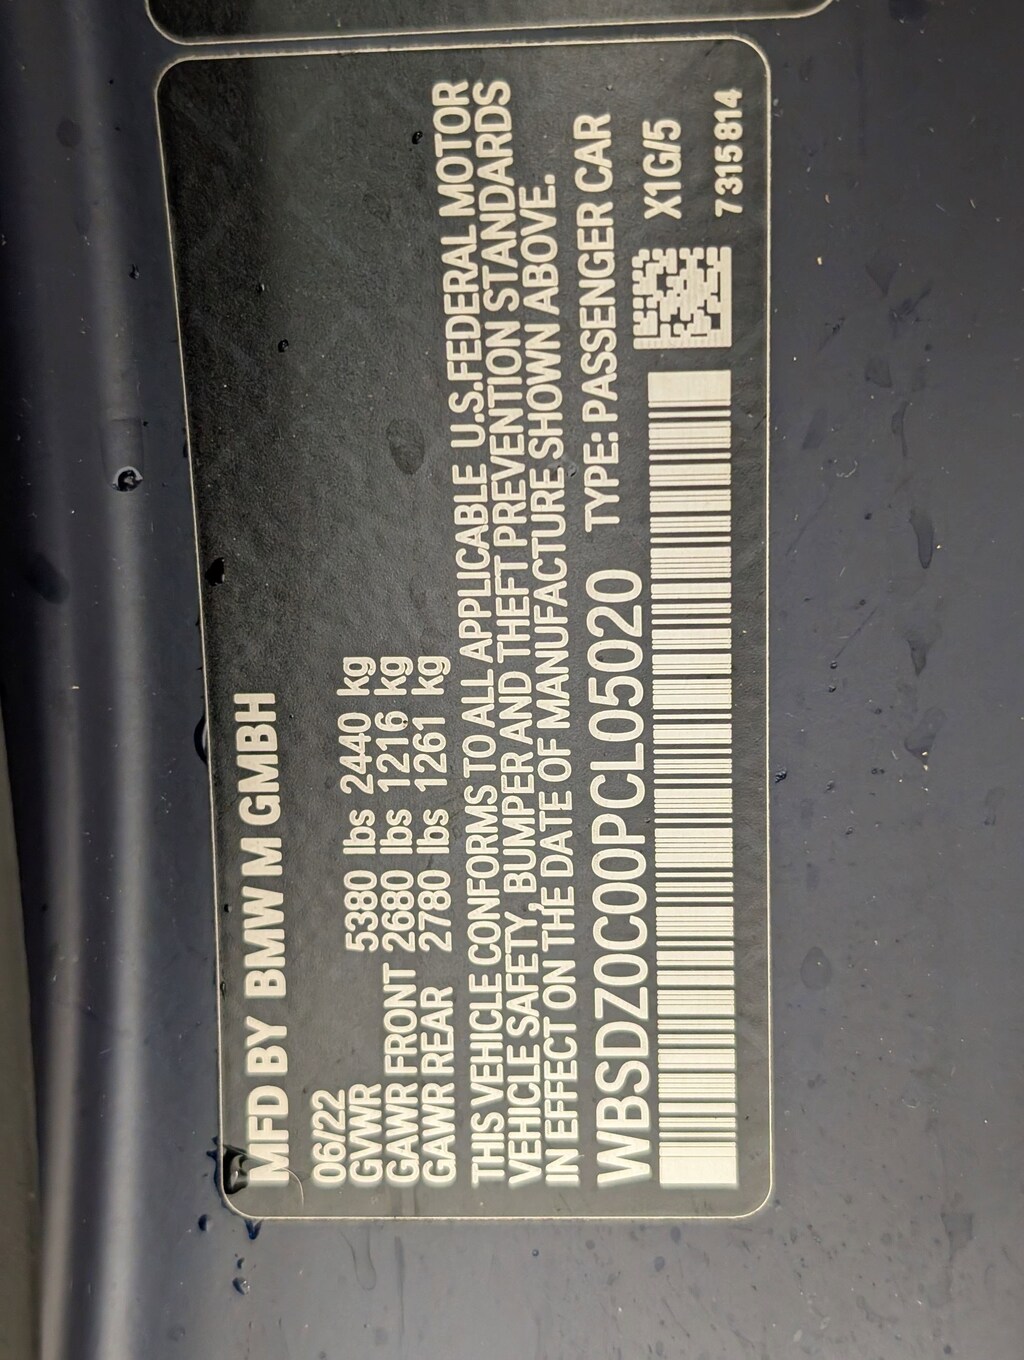 MFD BY BMW M GMBH
06/22
GVWR 5380 lbs 2440 kg
GAWR FRONT 2680 lbs 1216 kg
GAWR REAR 2780 lbs 1261 kg
THIS VEHICLE CONFORMS TO ALL APPLICABLE U.S.FEDERAL MOTOR
VEHICLE SAFETY, BUMPER AND THEFT PREVENTION STANDARDS
IN EFFECT ON THE DATE OF MANUFACTURE SHOWN ABOVE.
WBSDZ0C00PCL05020 TYPE: PASSENGER CAR
X1G/5
7315814